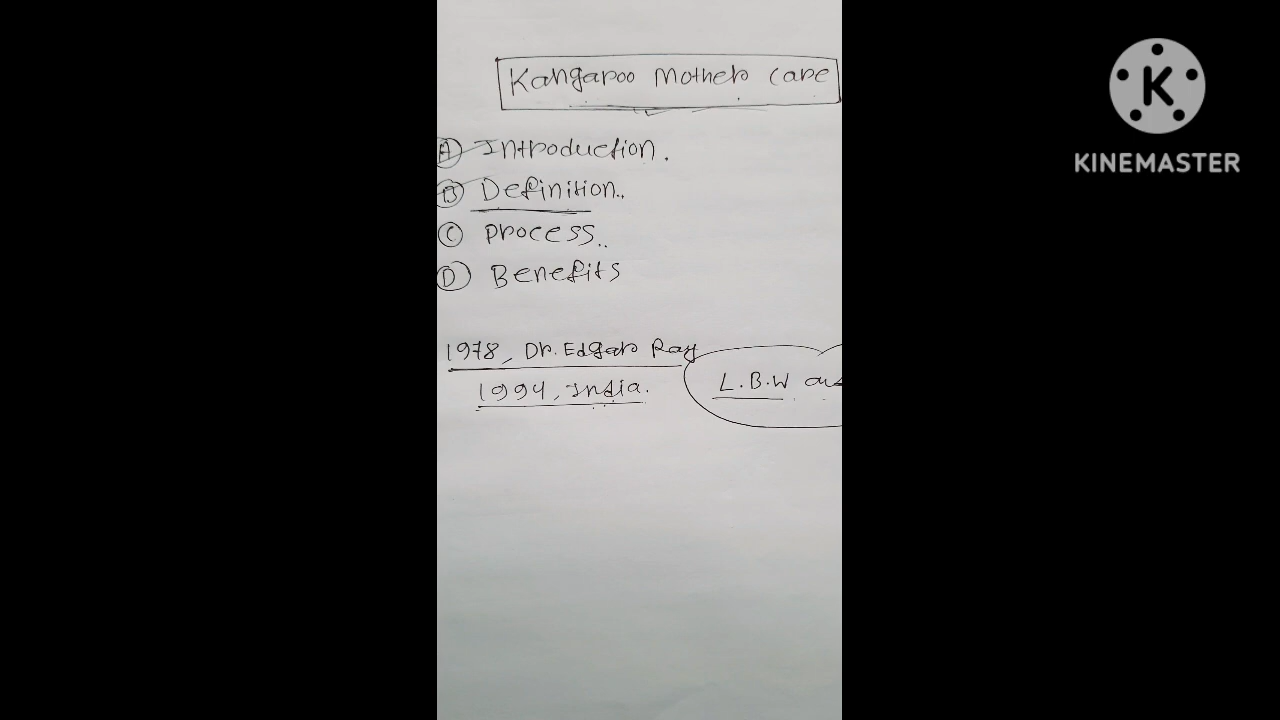 Kangaroo Mother Care
A) Introduction.
B) Definition..
C) Process..
D) Benefits
1978, Dr. Edgar Ray
1994, India.
L.B.W
KINEMASTER